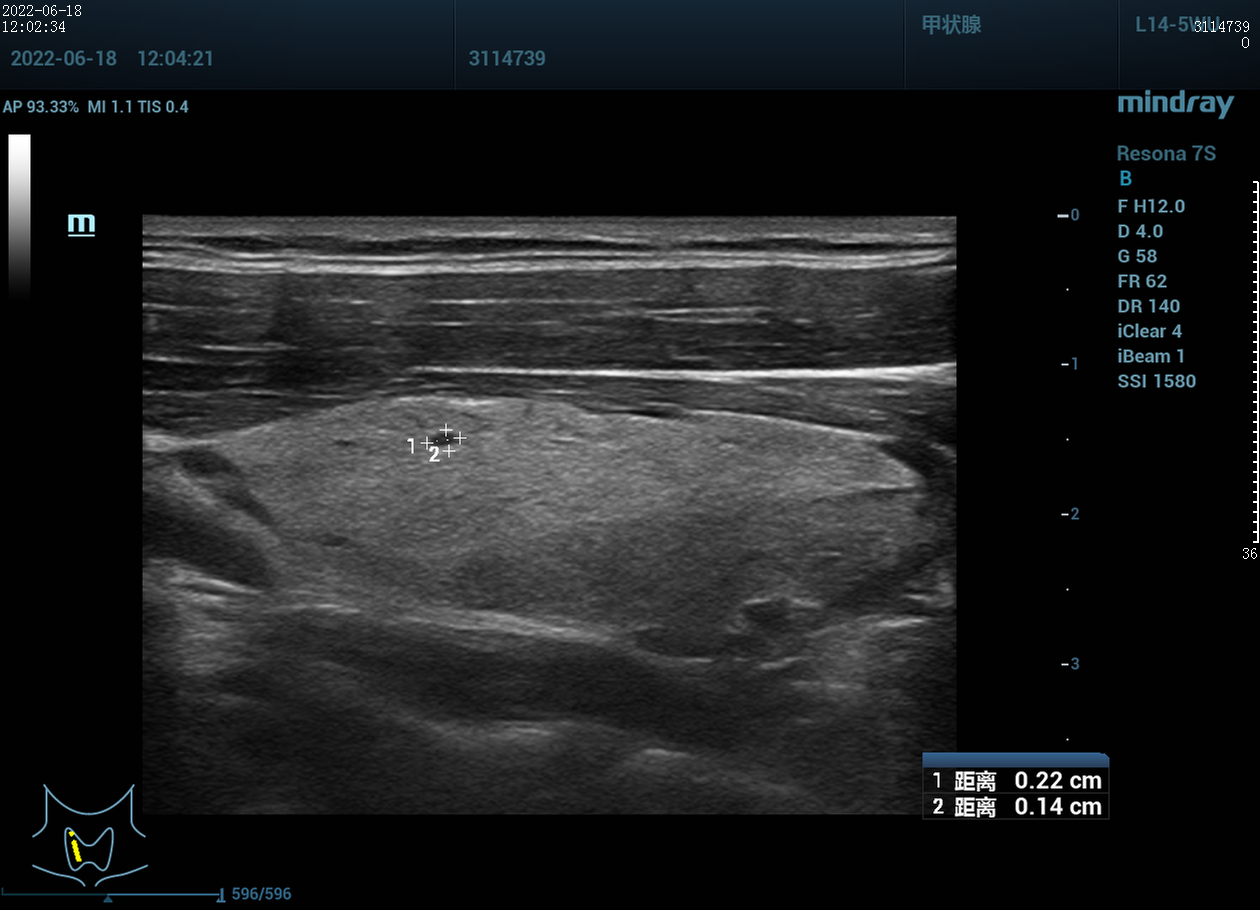 2022-06-18
12:02:34
甲状腺
L14-5WU
3114739
0
2022-06-18 12:04:21
3114739
AP 93.33% MI 1.1 TIS 0.4
mindray
Resona 7S
B
F H12.0
D 4.0
G 58
FR 62
DR 140
iClear 4
iBeam 1
SSI 1580
m
0
1
2
3
36
1
2
1 距离 0.22 cm
2 距离 0.14 cm
596/596